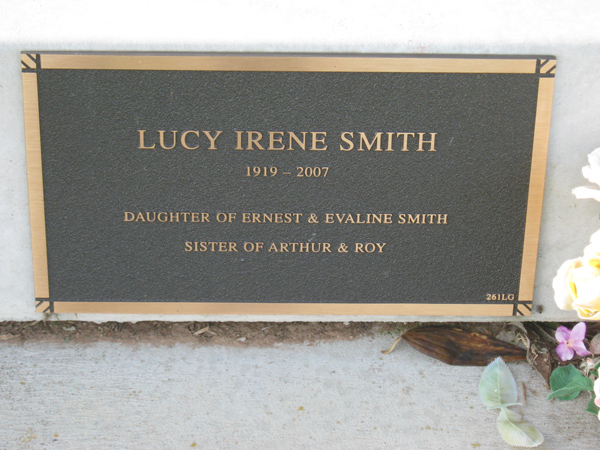 LUCY IRENE SMITH
1919 – 2007
DAUGHTER OF ERNEST & EVALINE SMITH
SISTER OF ARTHUR & ROY
261LG